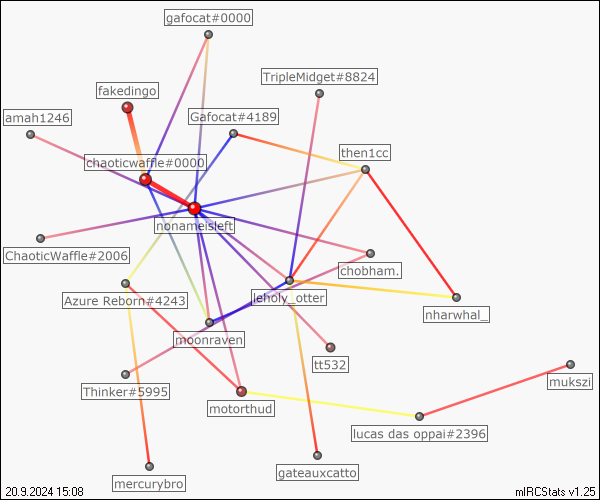 gafocat#0000
TripleMidget#8824
fakedingo
amah1246
Gafocat#4189
then1cc
chaoticwaffle#0000
nonameisleft
ChaoticWaffle#2006
chobham.
Azure Reborn#4243
leholy_otter
nharwhal_
moonraven
tt532
Thinker#5995
mukszi
motorthud
lucas das oppai#2396
mercurybro
gateauxcatto
20.9.2024 15:08
mIRCStats v1.25